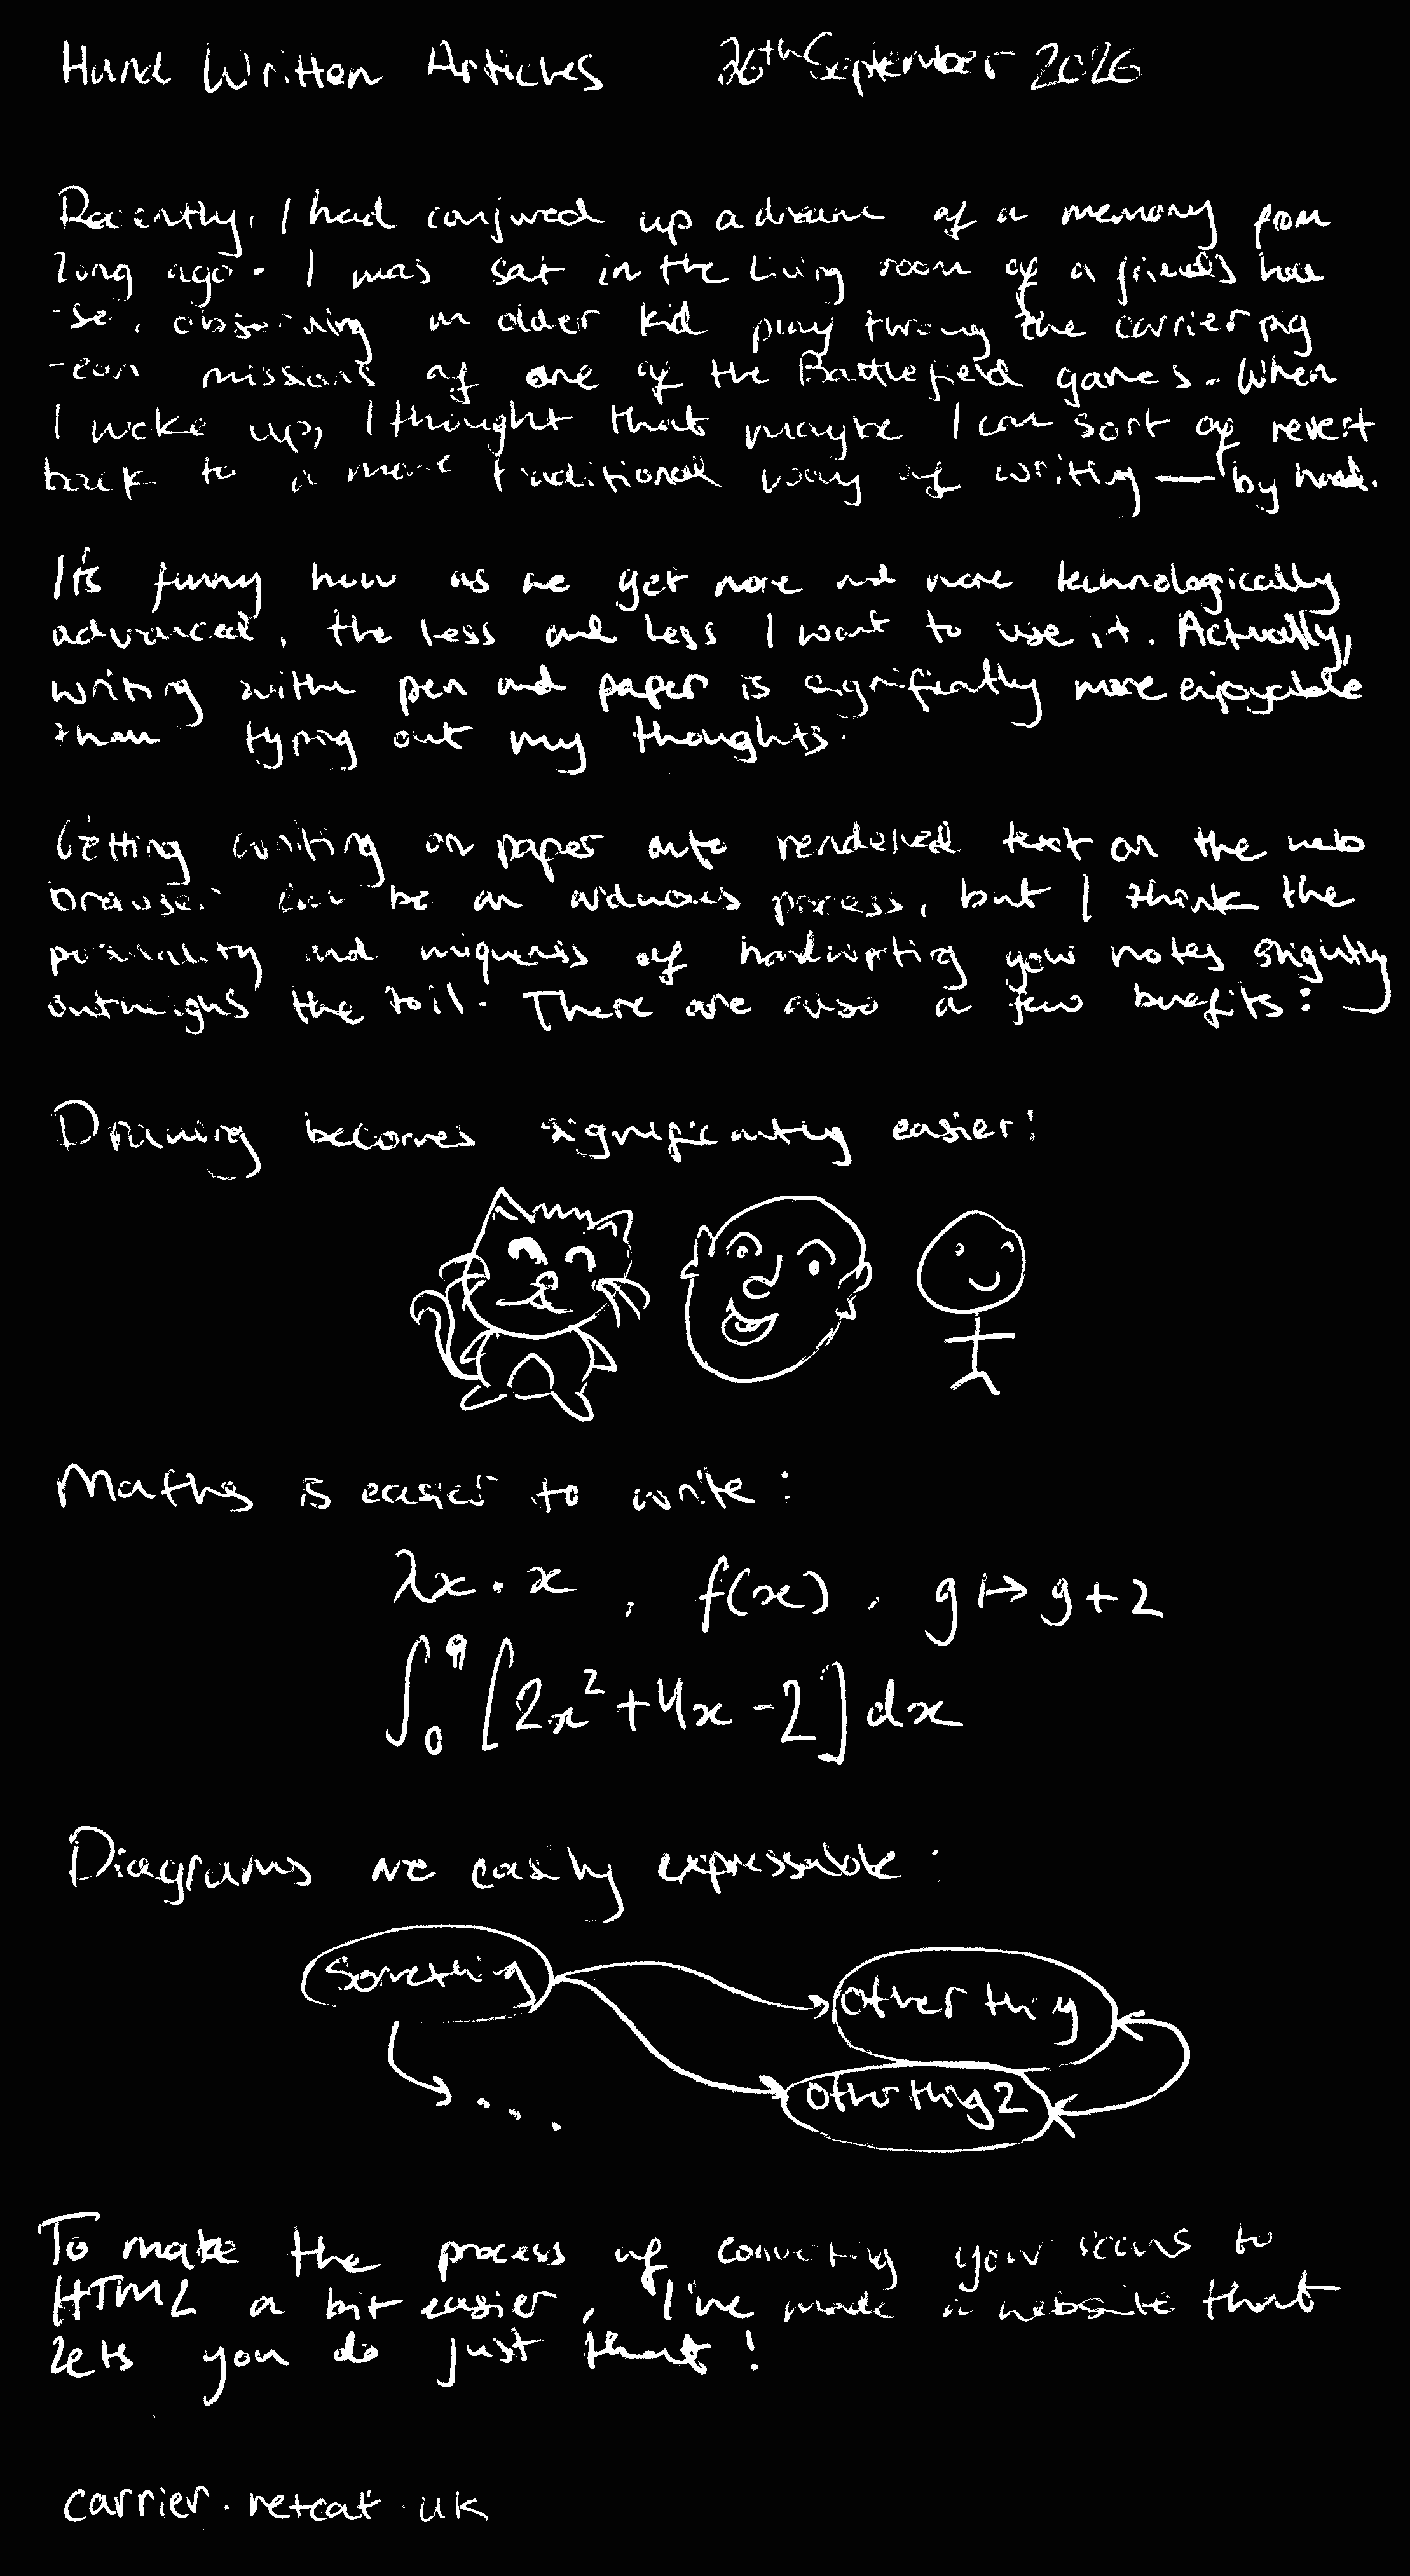 Hand Written Articles 26th September 2026
Recently, I had conjured up a dream of a memory from
long ago. I was sat in the living room of a friend's hou
-se, observing an older kid play throug the carrier pig
-eon missions of one of the Battlefield games. When
I woke up, I thought that maybe I can sort of revert
back to a more traditional way of writing — by hand.
It's funny how as we get more and more technologically
advanced, the less and less I want to use it. Actually,
writing with pen and paper is significantly more enjoyable
than typing out my thoughts.
Getting writing on paper onto rendered text on the web
browser can be an arduous process, but I think the
personality and uniqueness of handwriting your notes slightly
outweighs the toil. There are also a few benefits:
Drawing becomes significantly easier!
Maths is easier to write:
λx.x , f(x) , g ↦ g+2
∫₀⁹ [2x²+4x-2] dx
Diagrams are easily expressable:
Something
other thing
other thing 2
...
To make the process of converting your scans to
HTML a bit easier, I've made a website that
lets you do just that!
carrier.netcat.uk